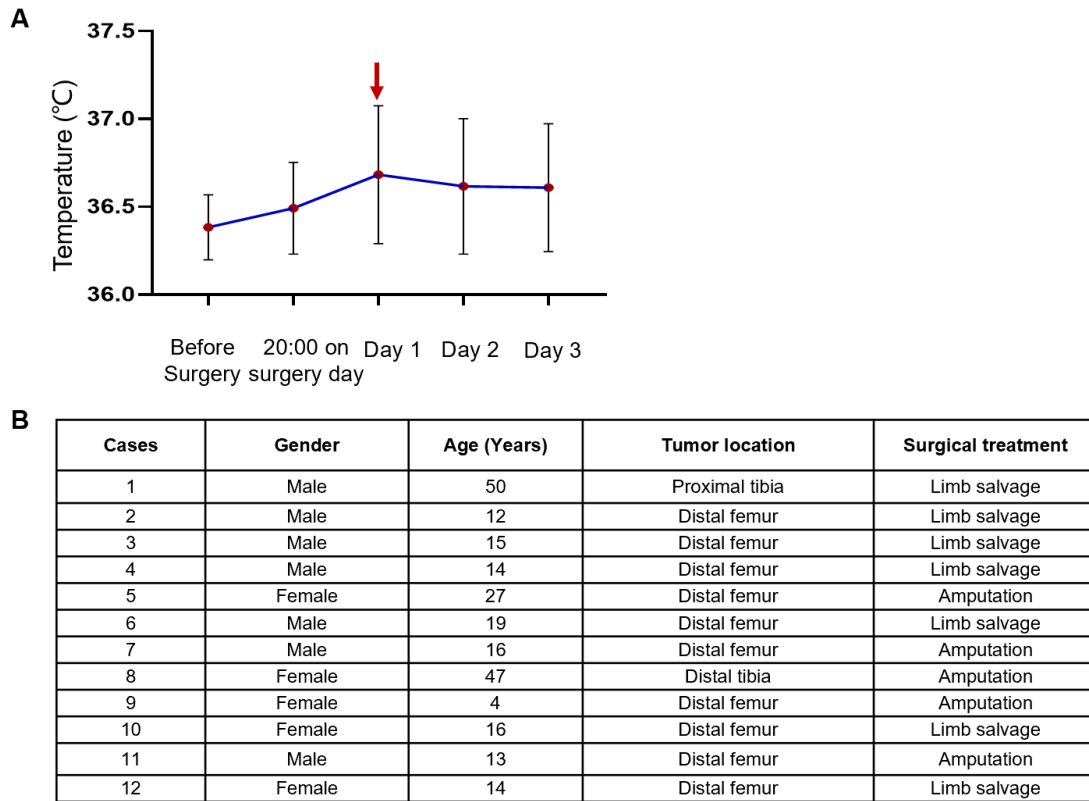 A
37.5
37.0
36.5
36.0
Temperature (℃)
Before 20:00 on Day 1 Day 2 Day 3
Surgery surgery day
B
Cases Gender Age (Years) Tumor location Surgical treatment
1 Male 50 Proximal tibia Limb salvage
2 Male 12 Distal femur Limb salvage
3 Male 15 Distal femur Limb salvage
4 Male 14 Distal femur Limb salvage
5 Female 27 Distal femur Amputation
6 Male 19 Distal femur Limb salvage
7 Male 16 Distal femur Amputation
8 Female 47 Distal tibia Amputation
9 Female 4 Distal femur Amputation
10 Female 16 Distal femur Limb salvage
11 Male 13 Distal femur Amputation
12 Female 14 Distal femur Limb salvage